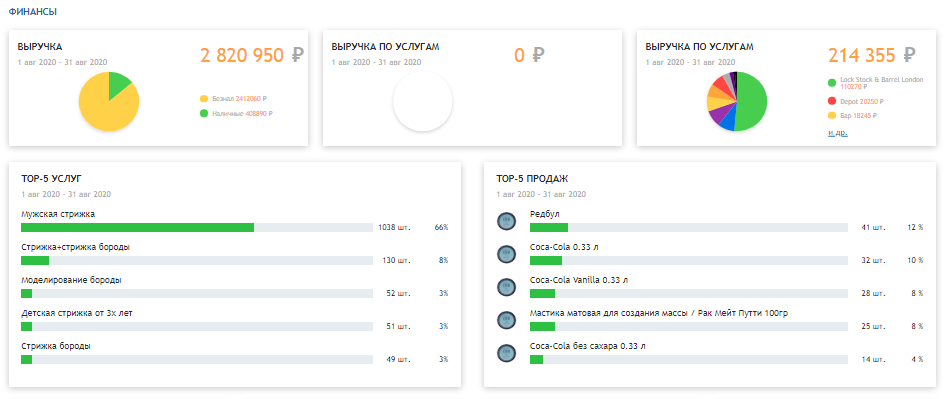 ФИНАНСЫ
ВЫРУЧКА
1 авг 2020 - 31 авг 2020
2 820 950 ₽
Безнал 2412060 ₽
Наличные 408890 ₽
ВЫРУЧКА ПО УСЛУГАМ
1 авг 2020 - 31 авг 2020
0 ₽
ВЫРУЧКА ПО УСЛУГАМ
1 авг 2020 - 31 авг 2020
214 355 ₽
Lock Stock & Barrel London
110270 ₽
Depot 20250 ₽
Бар 18245 ₽
и др.
TOP-5 УСЛУГ
1 авг 2020 - 31 авг 2020
Мужская стрижка
1038 шт. 66%
Стрижка+стрижка бороды
130 шт. 8%
Моделирование бороды
52 шт. 3%
Детская стрижка от 3х лет
51 шт. 3%
Стрижка бороды
49 шт. 3%
TOP-5 ПРОДАЖ
1 авг 2020 - 31 авг 2020
Редбул
41 шт. 12 %
Coca-Cola 0.33 л
32 шт. 10 %
Coca-Cola Vanilla 0.33 л
28 шт. 8 %
Мастика матовая для создания массы / Рак Мейт Путти 100гр
25 шт. 8 %
Coca-Cola без сахара 0.33 л
14 шт. 4 %